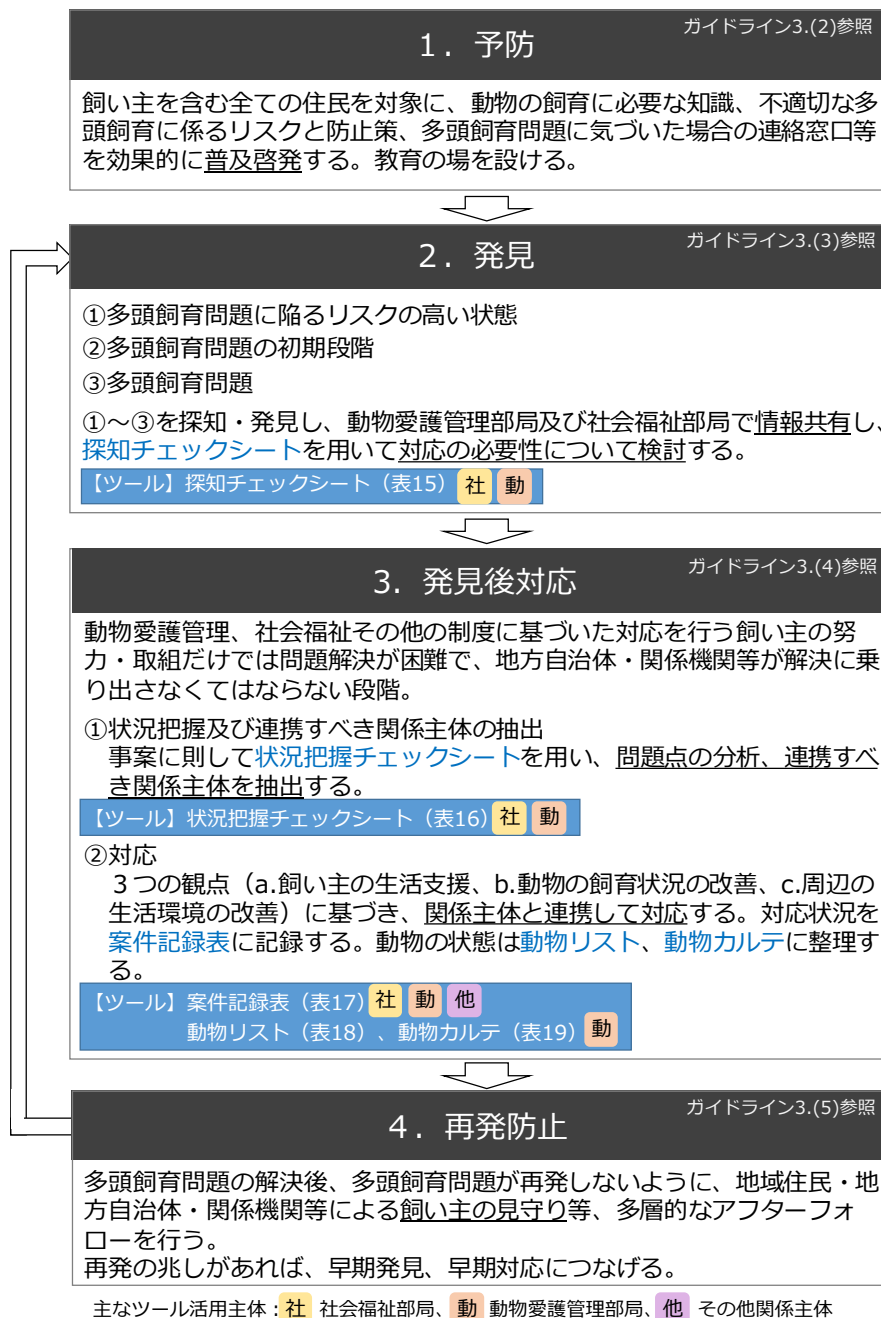 1．予防
ガイドライン3.(2)参照
飼い主を含む全ての住民を対象に、動物の飼育に必要な知識、不適切な多
頭飼育に係るリスクと防止策、多頭飼育問題に気づいた場合の連絡窓口等
を効果的に普及啓発する。教育の場を設ける。
2．発見
ガイドライン3.(3)参照
①多頭飼育問題に陥るリスクの高い状態
②多頭飼育問題の初期段階
③多頭飼育問題
①～③を探知・発見し、動物愛護管理部局及び社会福祉部局で情報共有し、
探知チェックシートを用いて対応の必要性について検討する。
【ツール】探知チェックシート（表15） 社 動
3．発見後対応
ガイドライン3.(4)参照
動物愛護管理、社会福祉その他の制度に基づいた対応を行う飼い主の努
力・取組だけでは問題解決が困難で、地方自治体・関係機関等が解決に乗
り出さなくてはならない段階。
①状況把握及び連携すべき関係主体の抽出
事案に則して状況把握チェックシートを用い、問題点の分析、連携すべ
き関係主体を抽出する。
【ツール】状況把握チェックシート（表16） 社 動
②対応
３つの観点（a.飼い主の生活支援、b.動物の飼育状況の改善、c.周辺の
生活環境の改善）に基づき、関係主体と連携して対応する。対応状況を
案件記録表に記録する。動物の状態は動物リスト、動物カルテに整理す
る。
【ツール】案件記録表（表17） 社 動 他
動物リスト（表18）、動物カルテ（表19） 動
4．再発防止
ガイドライン3.(5)参照
多頭飼育問題の解決後、多頭飼育問題が再発しないように、地域住民・地
方自治体・関係機関等による飼い主の見守り等、多層的なアフターフォ
ローを行う。
再発の兆しがあれば、早期発見、早期対応につなげる。
主なツール活用主体：社 社会福祉部局、動 動物愛護管理部局、他 その他関係主体